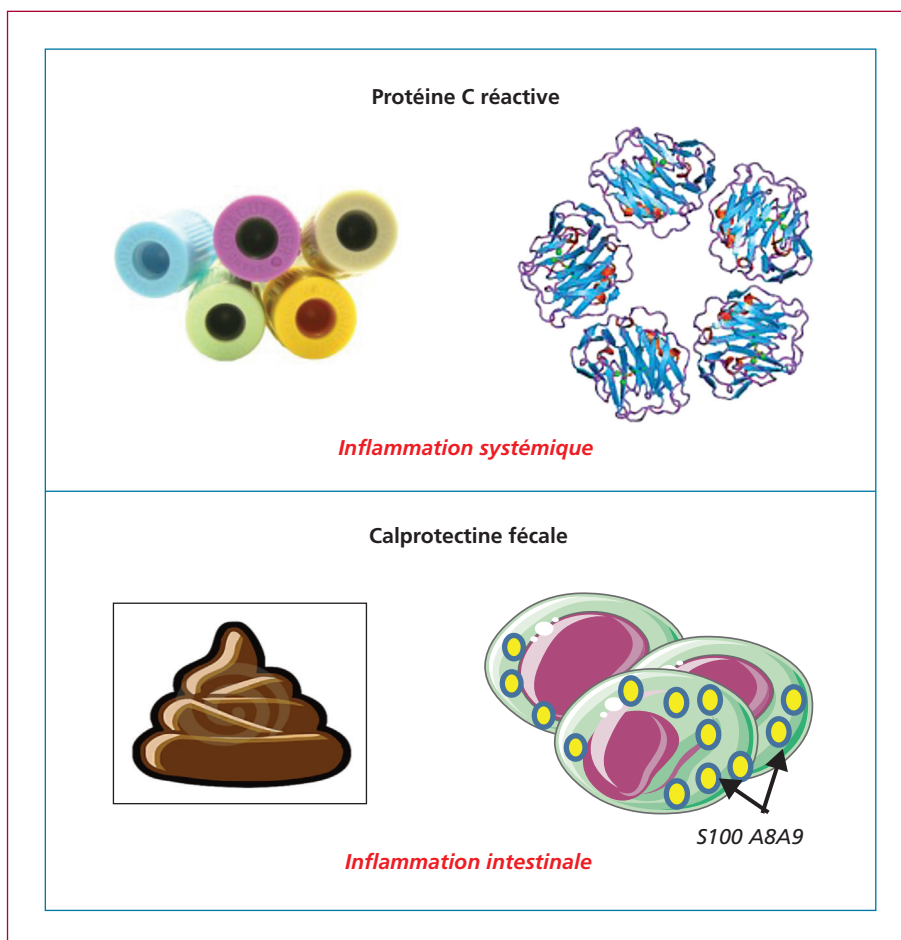 Protéine C réactive
Inflammation systémique
Calprotectine fécale
S100 A8A9
Inflammation intestinale